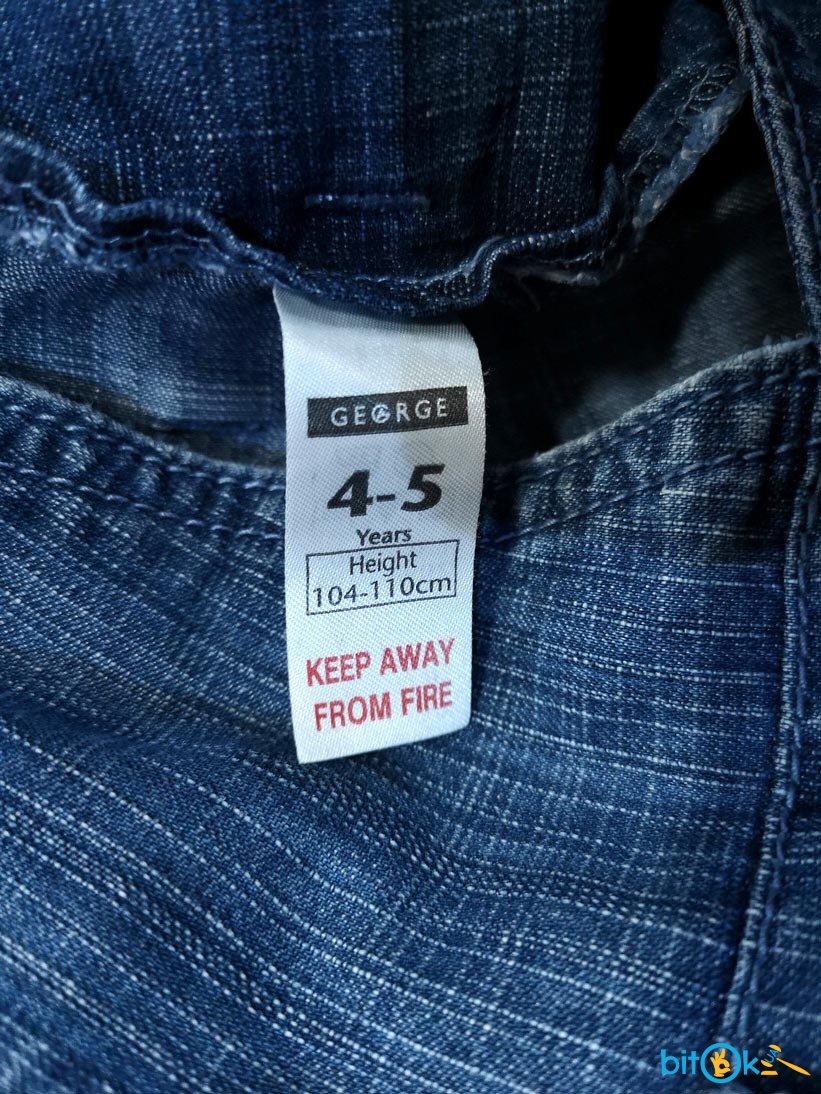 GEORGE
4-5
Years
Height
104-110cm
KEEP AWAY
FROM FIRE
bitOk